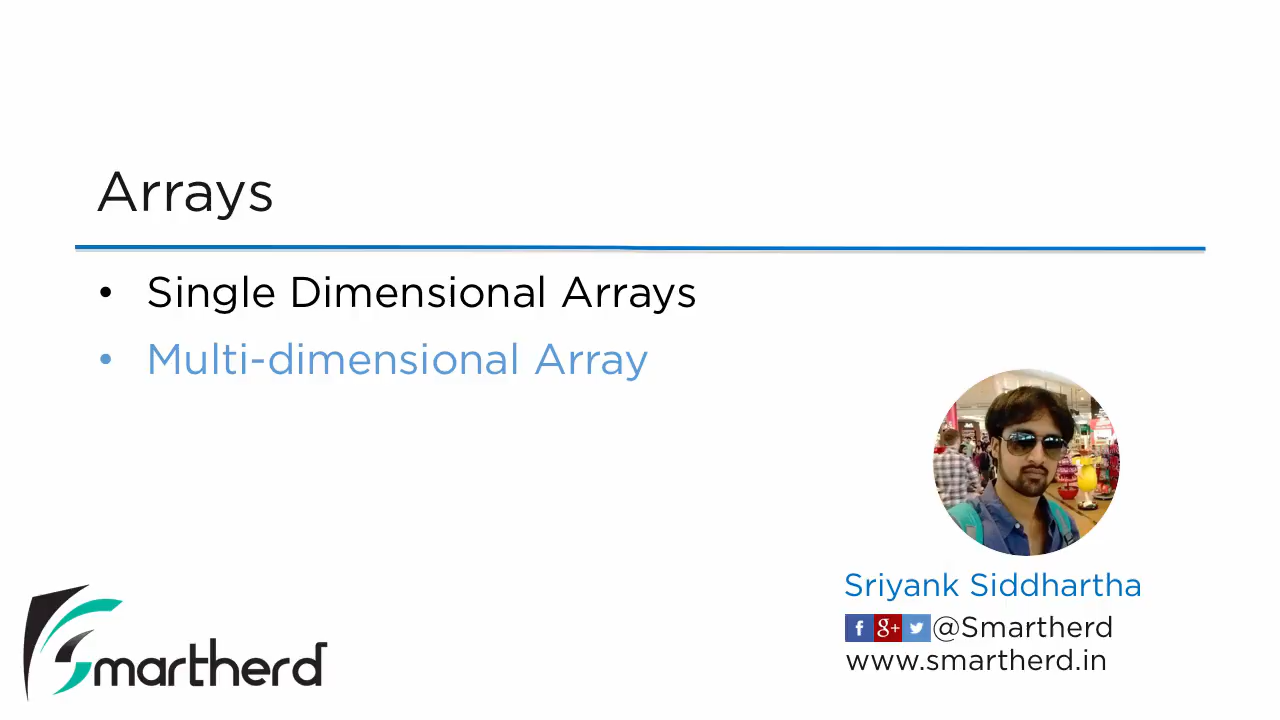 Arrays
• Single Dimensional Arrays
• Multi-dimensional Array
Sriyank Siddhartha
f g+ @Smartherd
www.smartherd.in
Smartherd